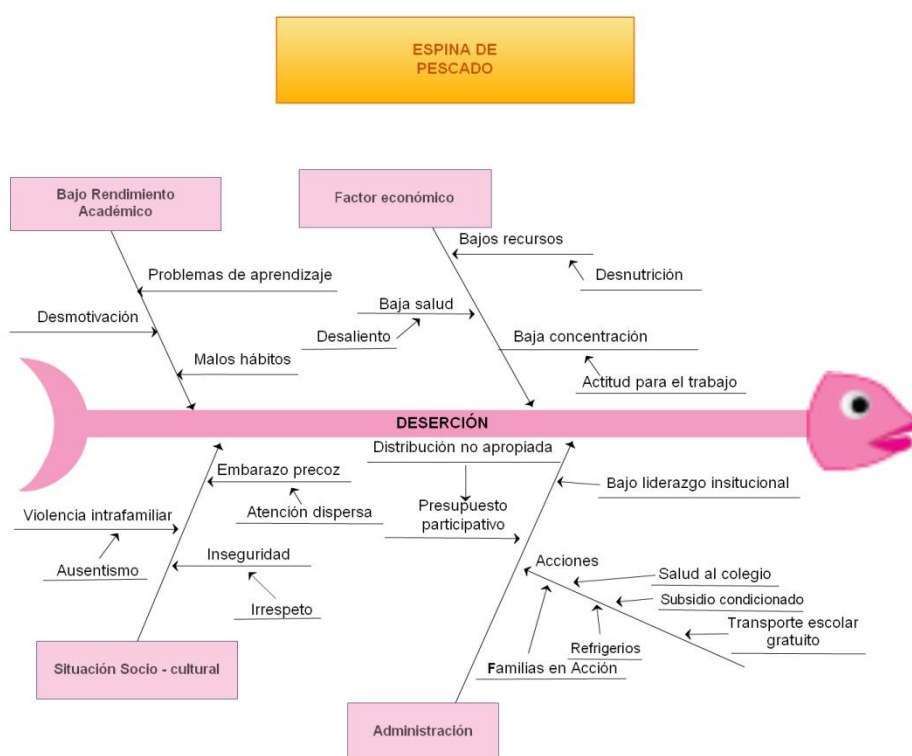 ESPINA DE
PESCADO
Bajo Rendimiento
Académico
Factor económico
Problemas de aprendizaje
Desmotivación
Malos hábitos
Bajos recursos
Desnutrición
Baja salud
Desaliento
Baja concentración
Actitud para el trabajo
DESERCIÓN
Embarazo precoz
Atención dispersa
Violencia intrafamiliar
Ausentismo
Inseguridad
Irrespeto
Situación Socio - cultural
Distribución no apropiada
Presupuesto
participativo
Bajo liderazgo insitucional
Acciones
Salud al colegio
Subsidio condicionado
Transporte escolar
gratuito
Refrigerios
Familias en Acción
Administración